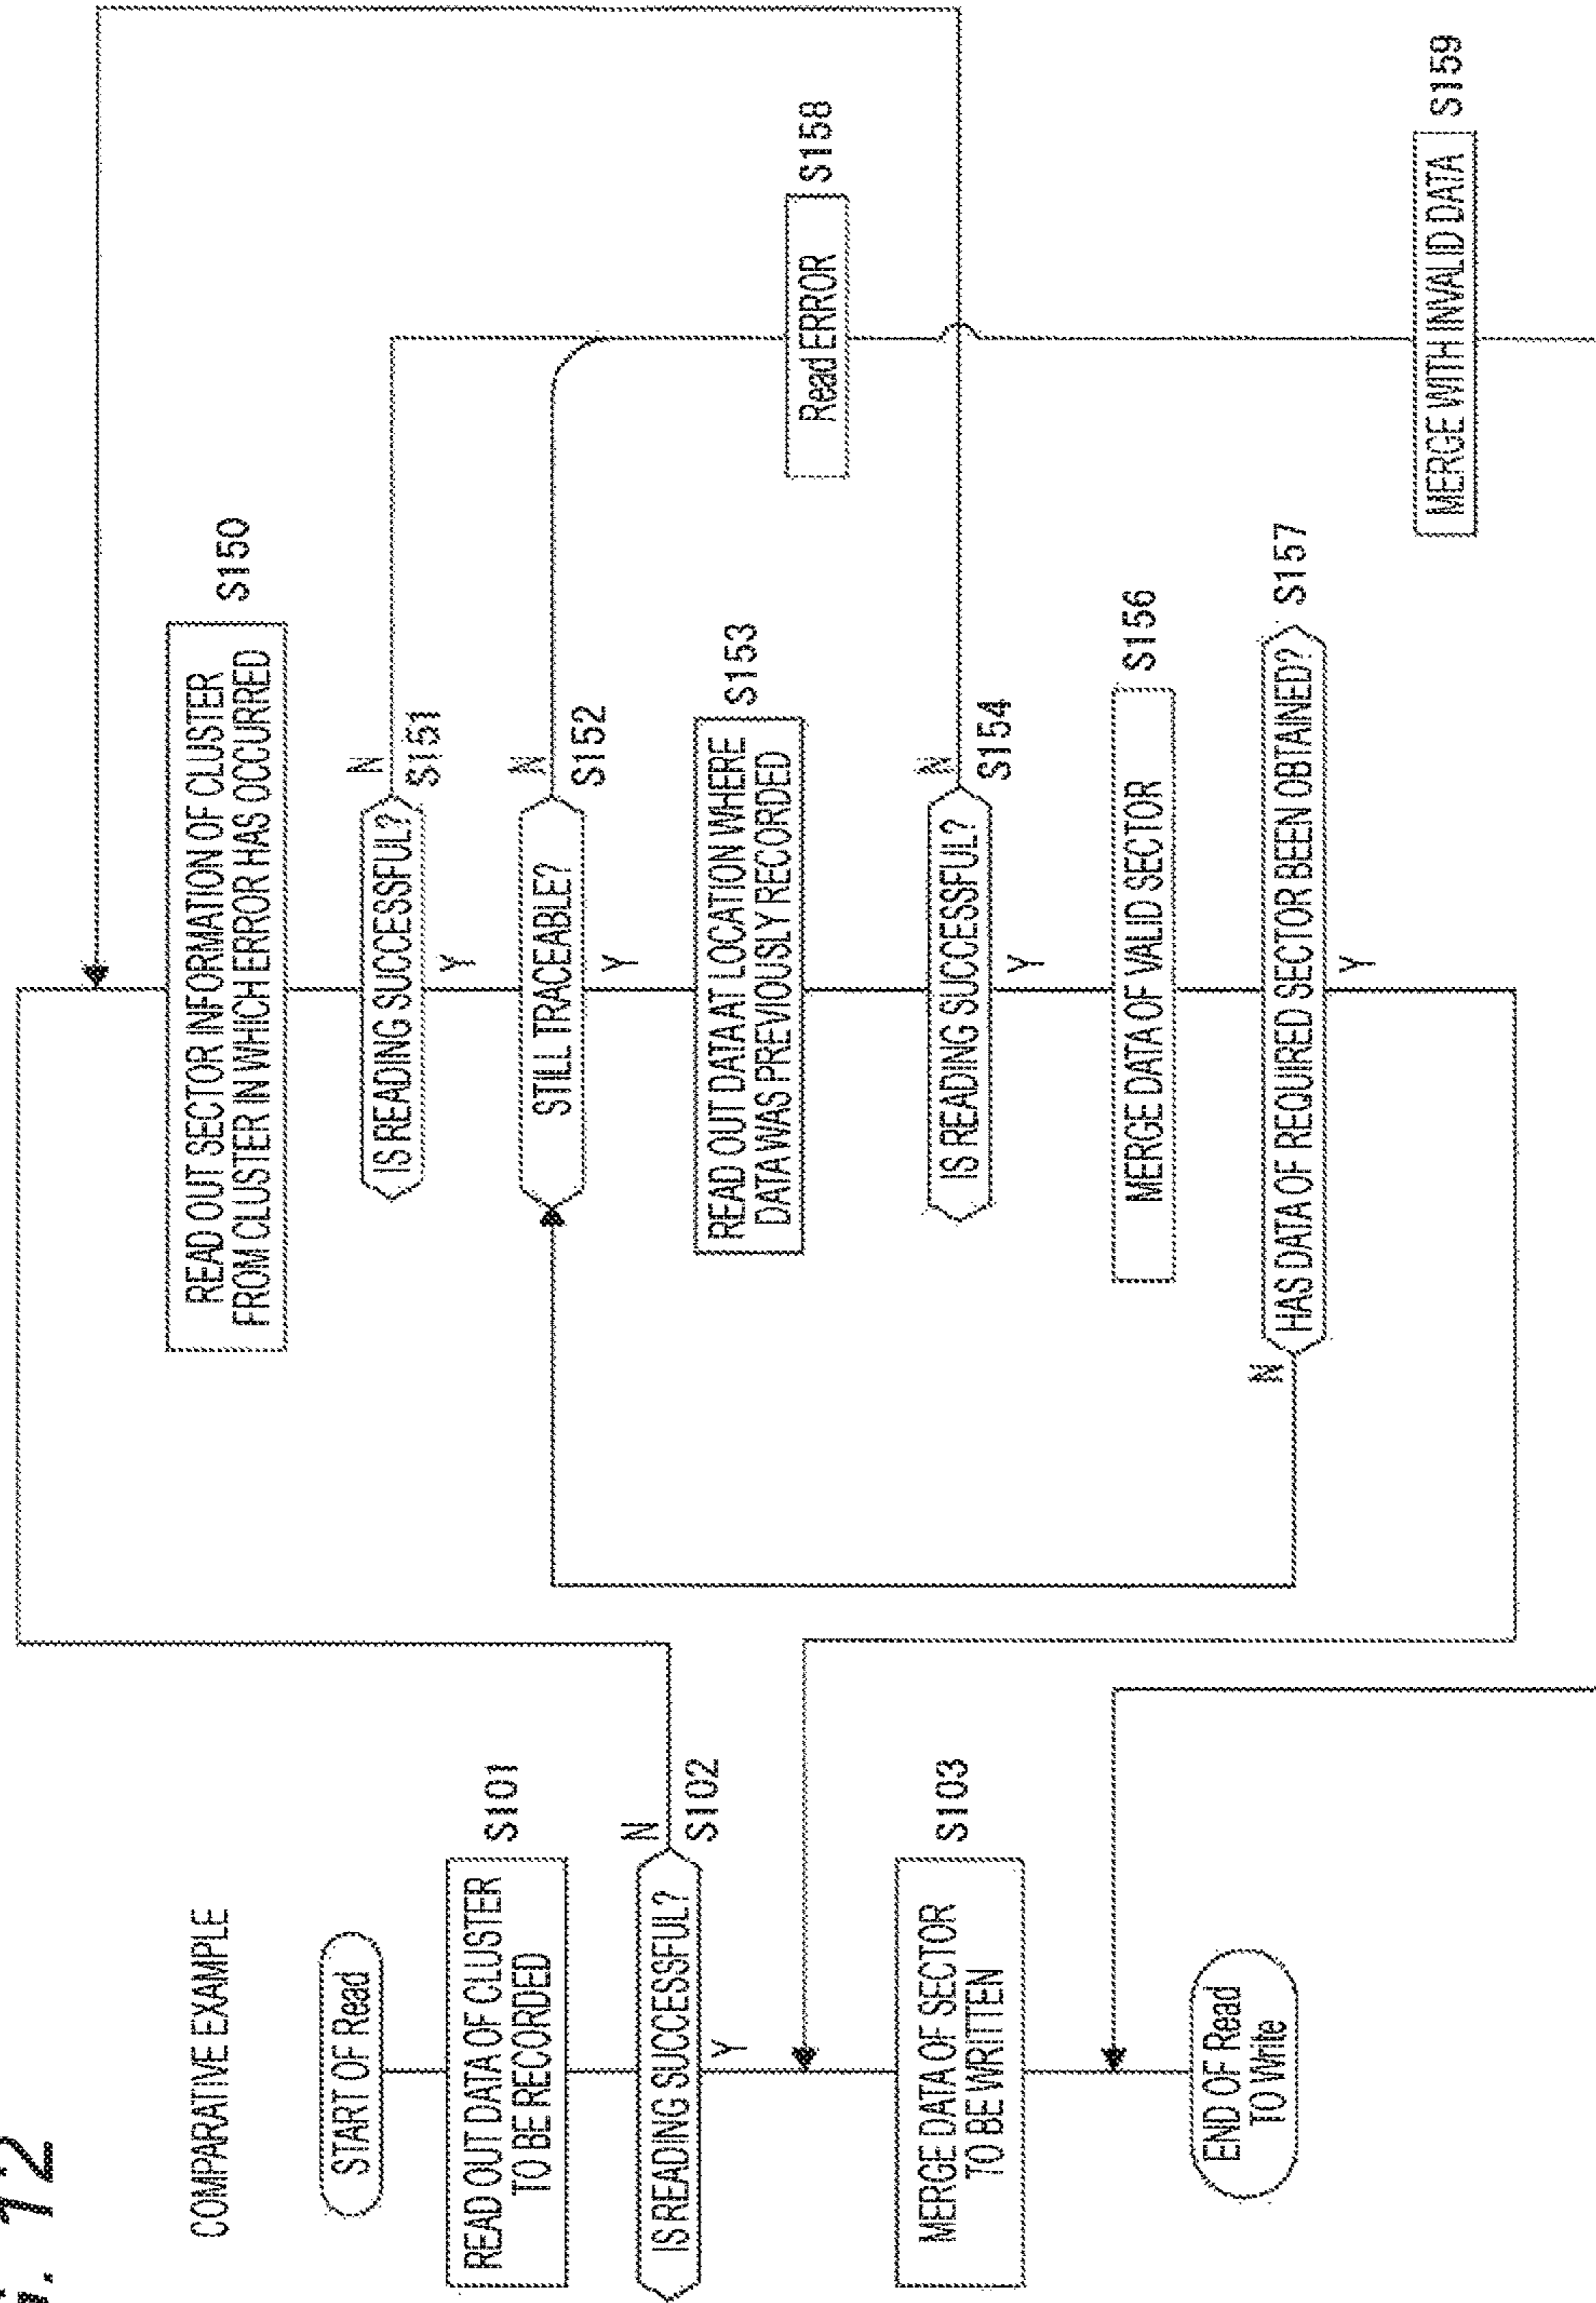 12
COMPARATIVE EXAMPLE
START OF Read
READ OUT DATA OF CLUSTER
TO BE RECORDED
S101
IS READING SUCCESSFUL?
N
S102
Y
MERGE DATA OF SECTOR
TO BE WRITTEN
S103
END OF Read
TO Write
READ OUT SECTOR INFORMATION OF CLUSTER
FROM CLUSTER IN WHICH ERROR HAS OCCURRED
S150
IS READING SUCCESSFUL?
N
S151
Y
STILL TRACEABLE?
N
S152
Y
READ OUT DATA AT LOCATION WHERE
DATA WAS PREVIOUSLY RECORDED
S153
IS READING SUCCESSFUL?
N
S154
Y
MERGE DATA OF VALID SECTOR
S156
N
HAS DATA OF REQUIRED SECTOR BEEN OBTAINED?
S157
Y
Read ERROR
S158
MERGE WITH INVALID DATA
S159